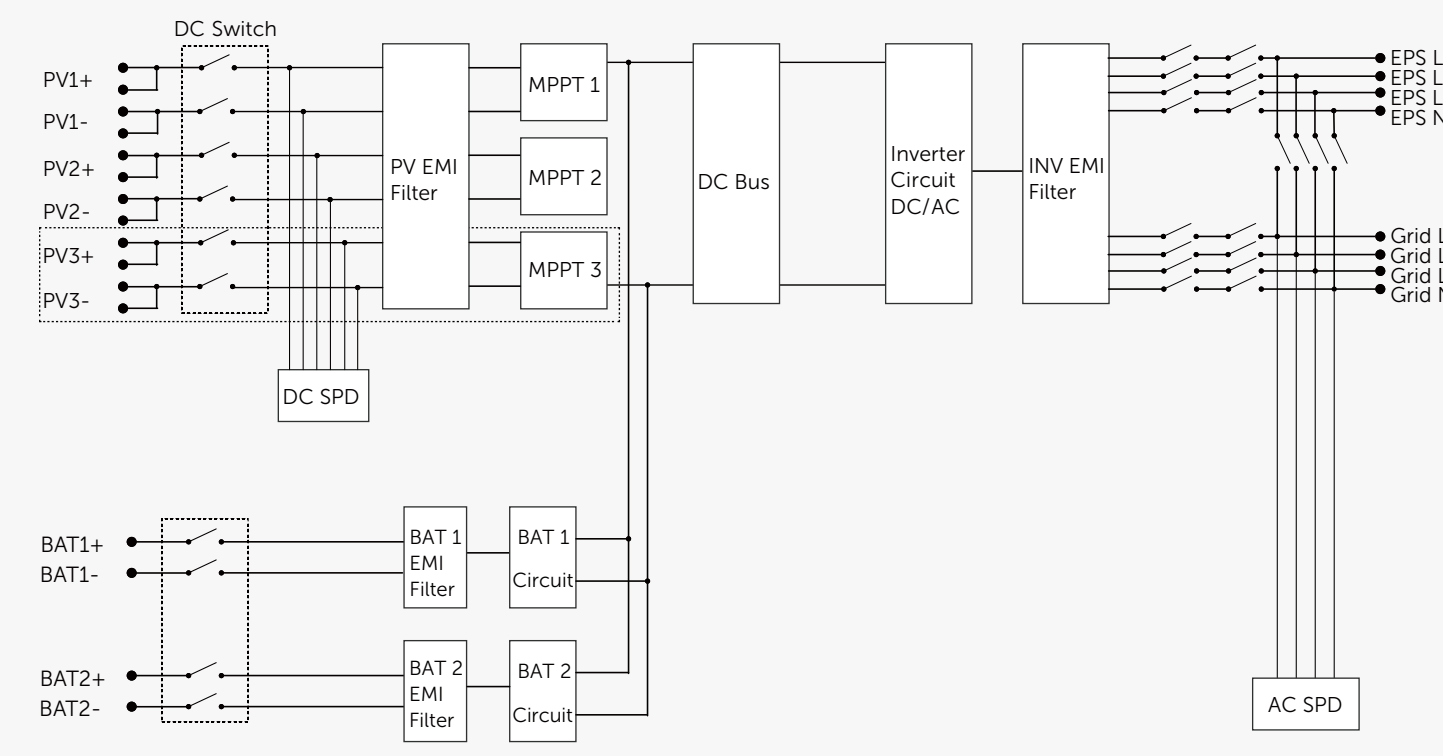 DC Switch
PV1+
PV1-
PV2+
PV2-
PV3+
PV3-
PV EMI
Filter
MPPT 1
MPPT 2
MPPT 3
DC Bus
Inverter
Circuit
DC/AC
INV EMI
Filter
EPS L
EPS L
EPS L
EPS N
Grid L
Grid L
Grid L
Grid N
DC SPD
BAT1+
BAT1-
BAT 1
EMI
Filter
BAT 1
Circuit
BAT2+
BAT2-
BAT 2
EMI
Filter
BAT 2
Circuit
AC SPD